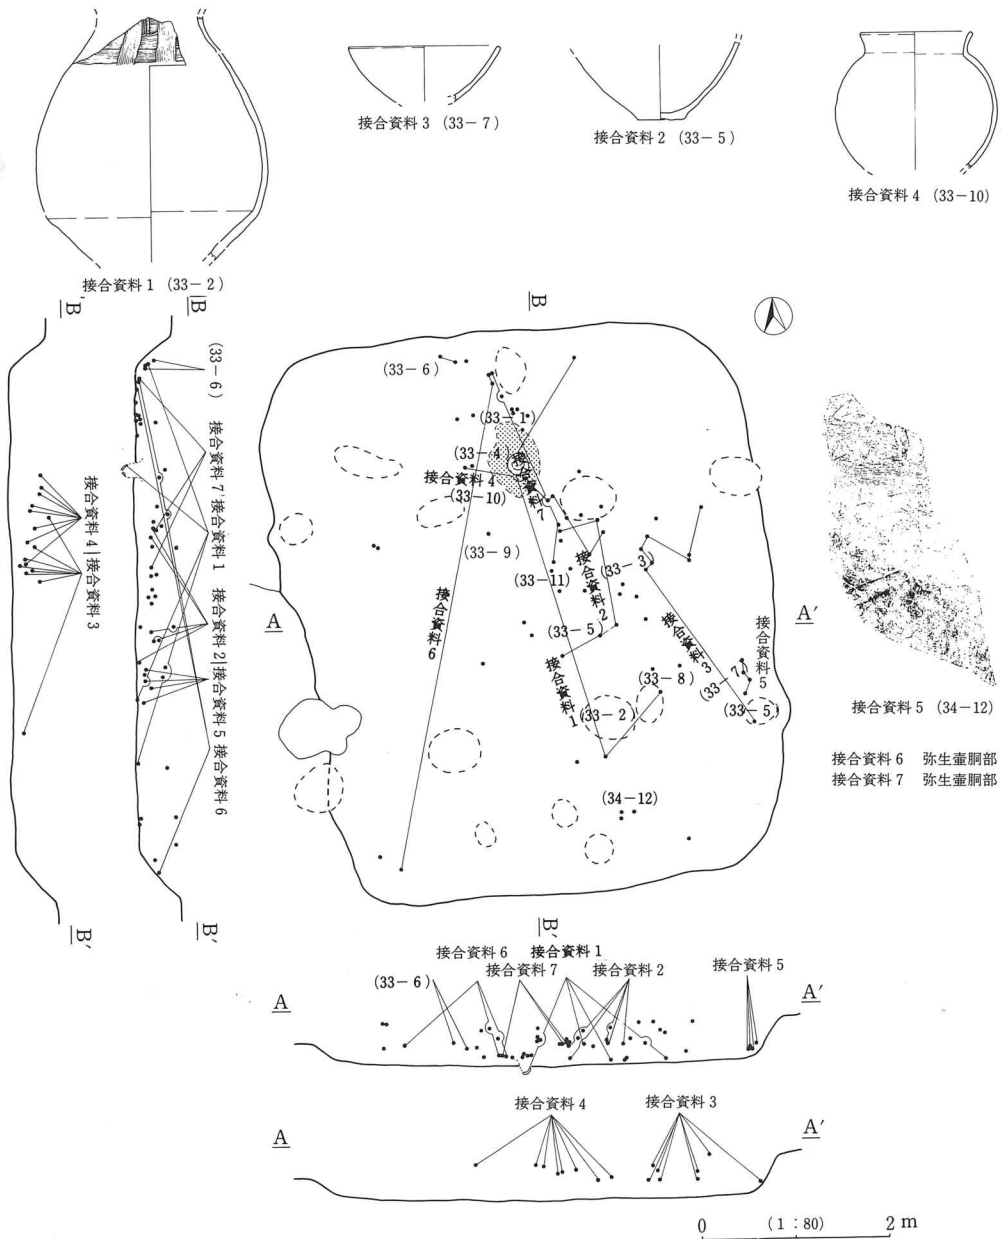 接合資料3 (33-7)
接合資料2 (33-5)
接合資料4 (33-10)
接合資料1 (33-2)
B'
B
B
(33-6)
(33-6)
(33-1)
(33-4)
接合資料4
(33-10)
接合資料7
(33-9)
(33-11)
接合資料2
(33-3)
(33-5)
接合資料6
接合資料1
(33-2)
(33-8)
接合資料3
(33-7)
接合資料5
(33-5)
(34-12)
A
A'
接合資料7 接合資料1 接合資料2 接合資料5 接合資料6
接合資料4 接合資料3
接合資料5 (34-12)
接合資料6 弥生壷胴部
接合資料7 弥生壷胴部
B'
B'
B'
接合資料6 接合資料1
(33-6) 接合資料7 接合資料2 接合資料5
A
A'
接合資料4 接合資料3
A
A'
0 (1:80) 2m